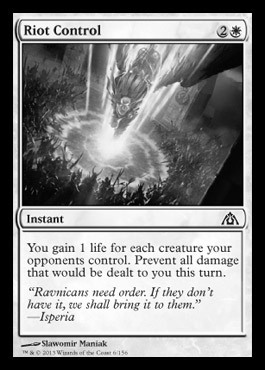 Riot Control 2
Instant
You gain 1 life for each creature your
opponents control. Prevent all damage
that would be dealt to you this turn.
“Ravnicans need order. If they don’t
have it, we shall bring it to them.”
—Isperia
Slawomir Maniak
™ & © 2013 Wizards of the Coast 6/156